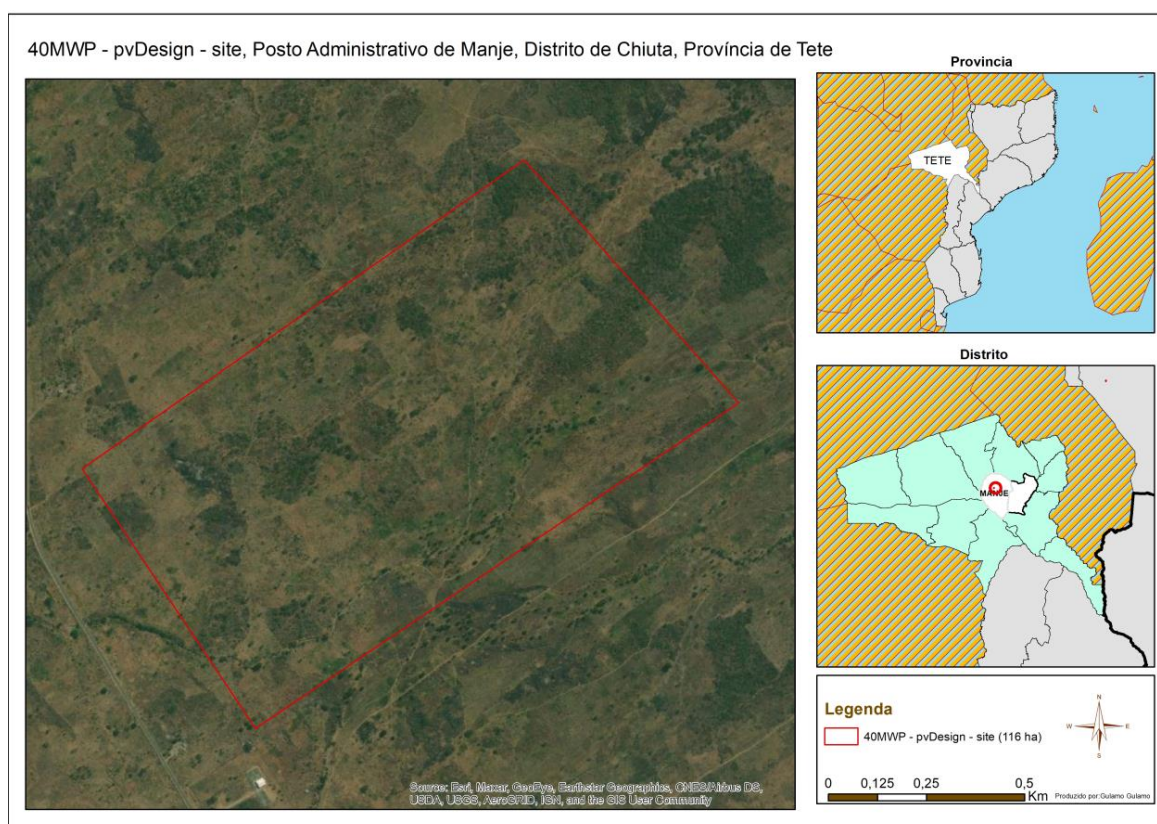 40MWP - pvDesign - site, Posto Administrativo de Manje, Distrito de Chiuta, Província de Tete
Provincia
TETE
Distrito
MANJE
Legenda
40MWP - pvDesign - site (116 ha)
N
W E
S
0 0,125 0,25 0,5
Km
Produzido por:Gulamo Gulamo
Source: Esri, Maxar, GeoEye, Earthstar Geographics, CNES/Airbus DS,
USDA, USGS, AeroGRID, IGN, and the GIS User Community